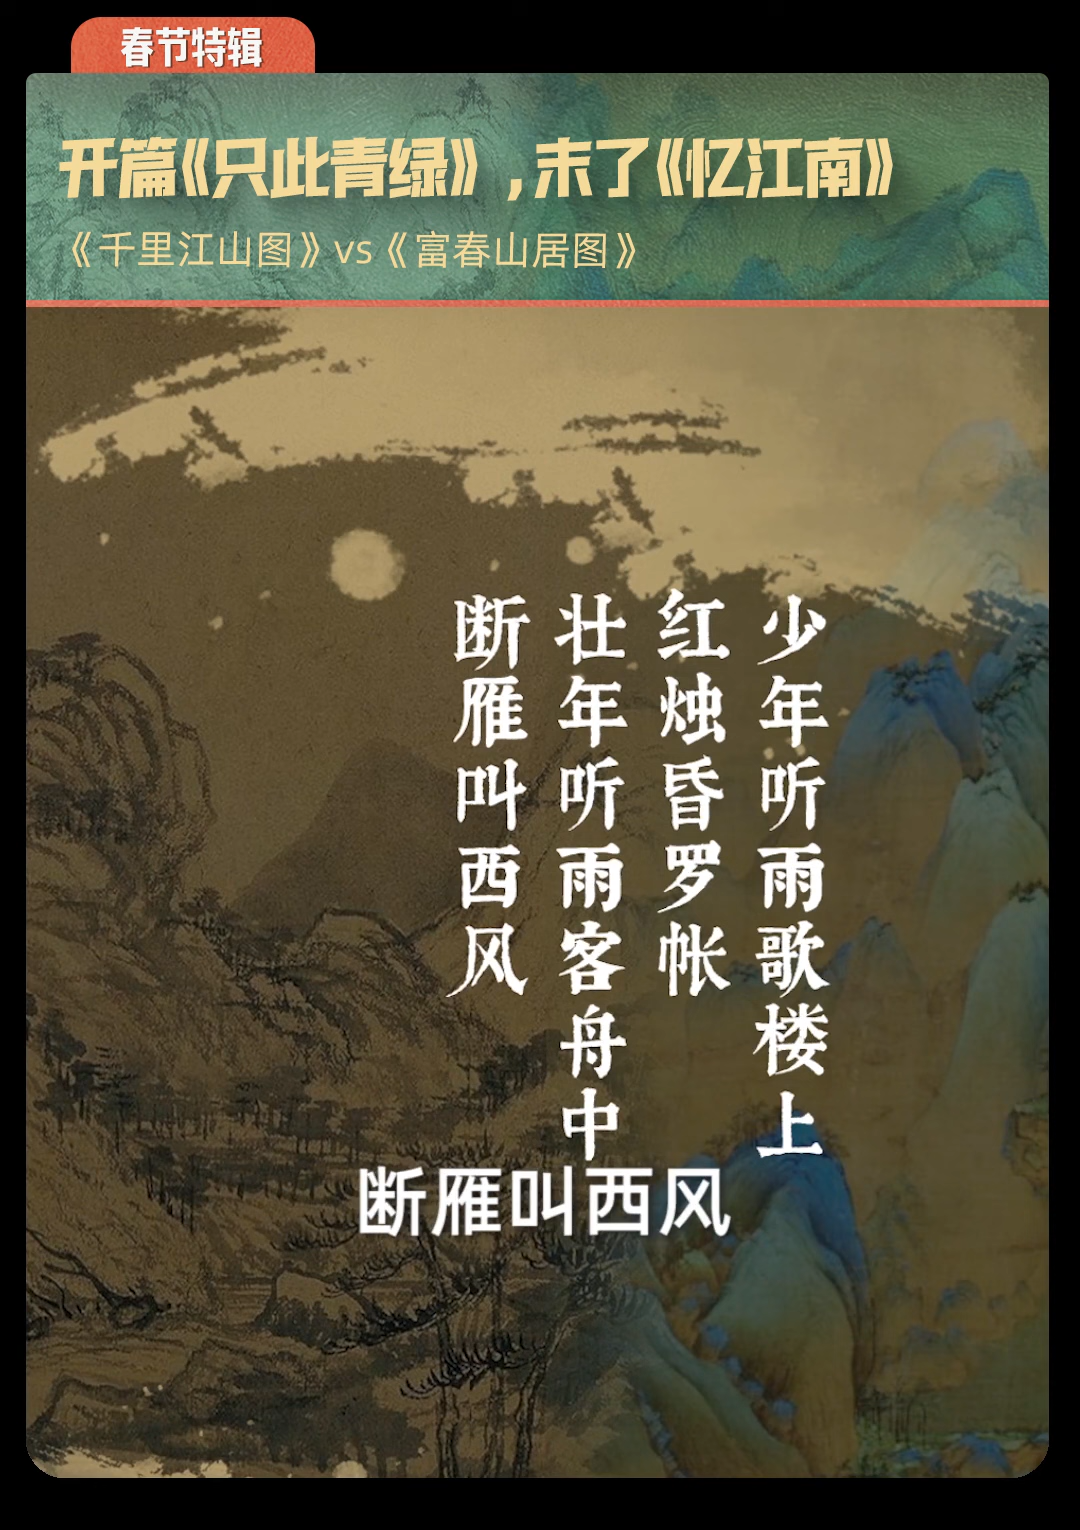 春节特辑
开篇《只此青绿》,末了《忆江南》
《千里江山图》vs《富春山居图》
少年听雨歌楼上
红烛昏罗帐
壮年听雨客舟中
断雁叫西风
断雁叫西风